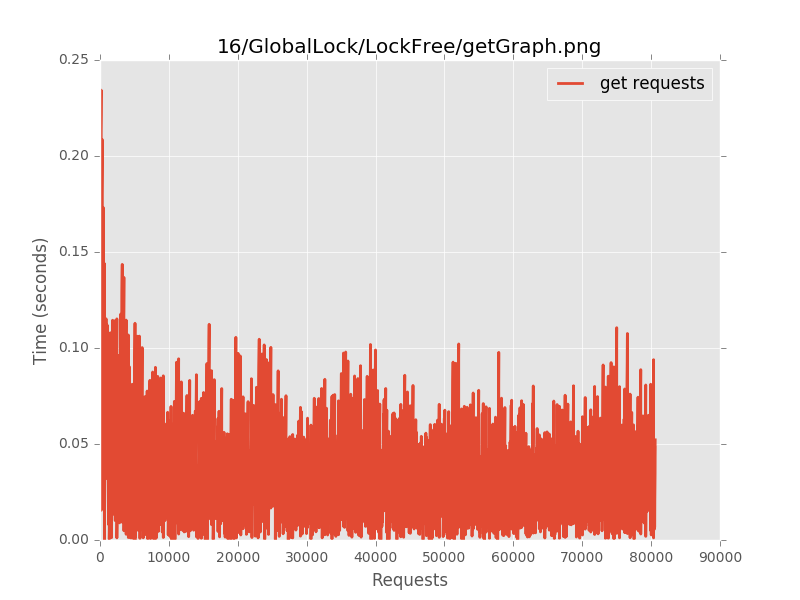 16/GlobalLock/LockFree/getGraph.png
get requests
0.25
0.20
0.15
0.10
0.05
0.00
Time (seconds)
0 10000 20000 30000 40000 50000 60000 70000 80000 90000
Requests